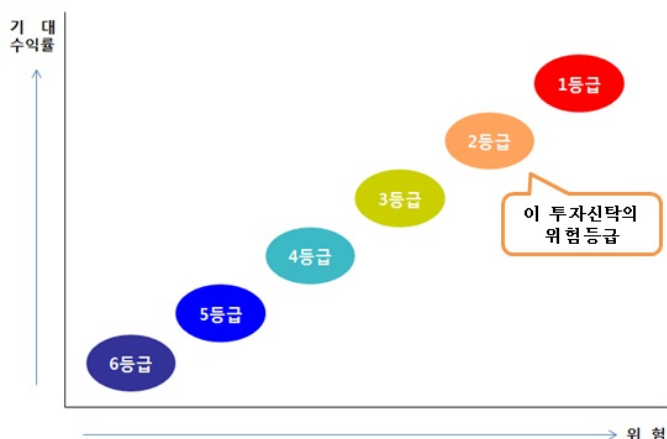 기 대
수익률
1등급
2등급
3등급
이 투자신탁의
위험등급
4등급
5등급
6등급
위 험